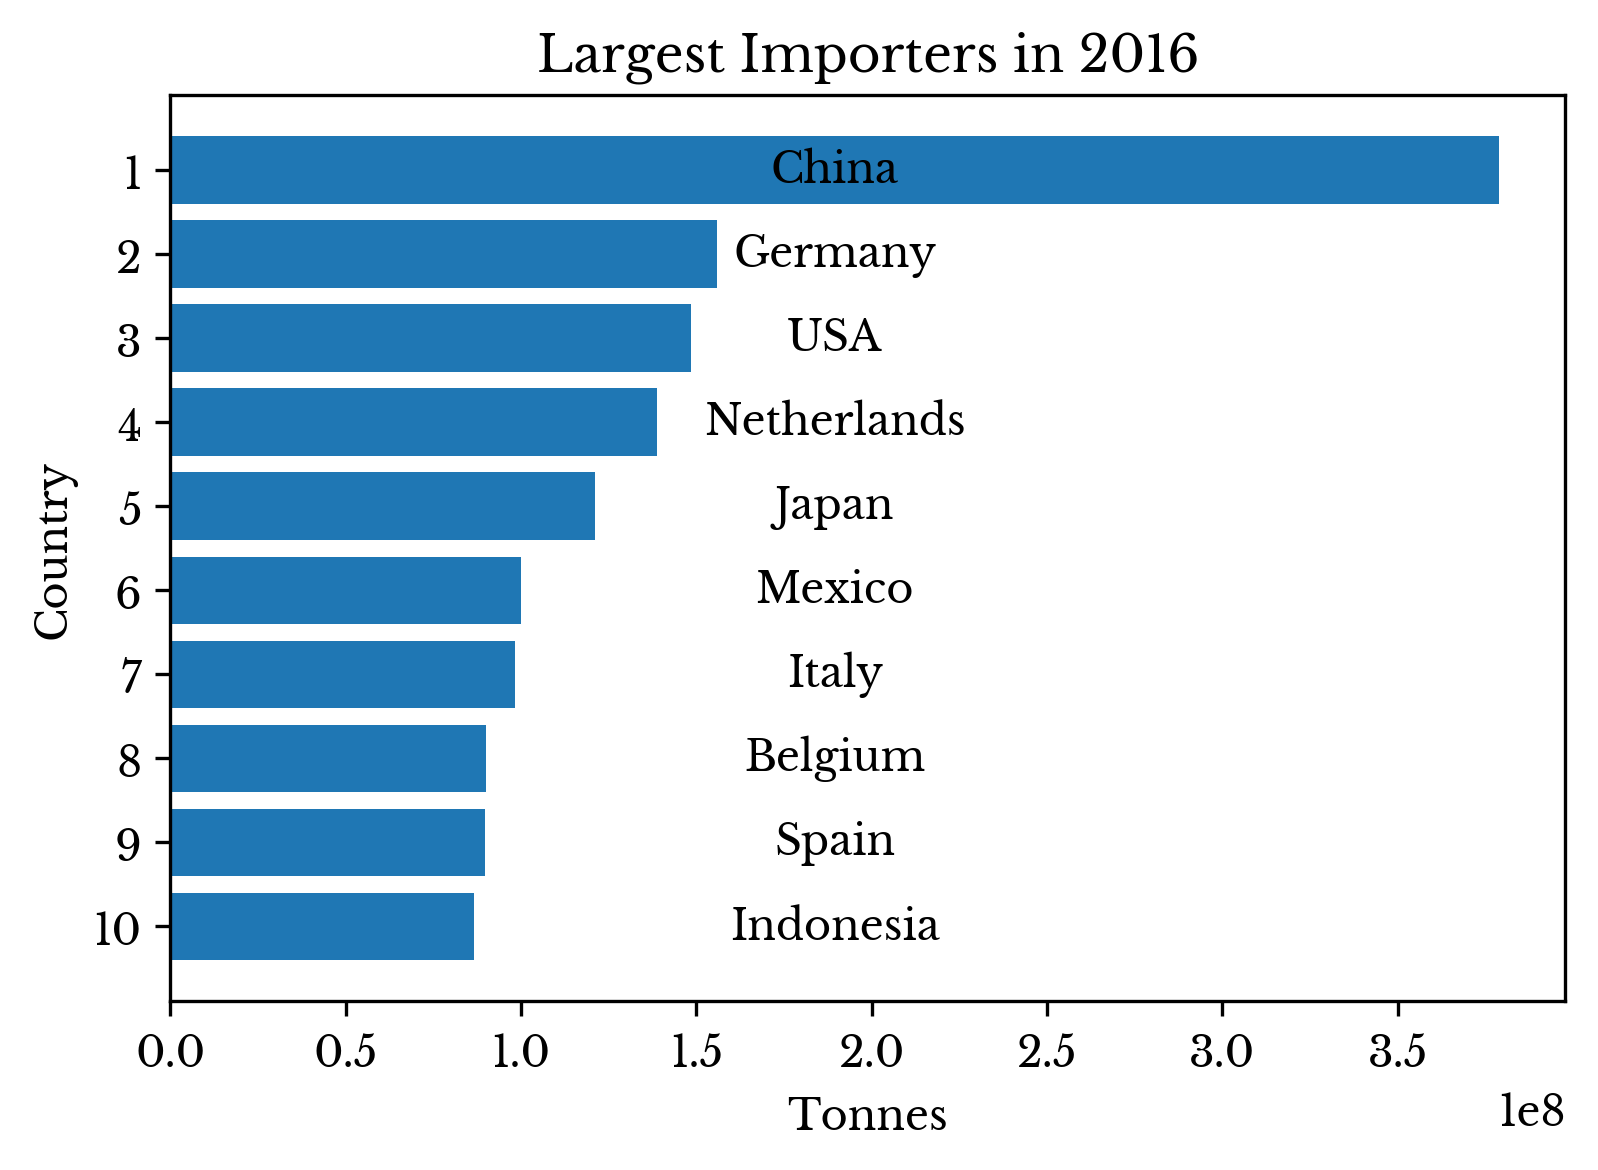 Largest Importers in 2016
1 China
2 Germany
3 USA
4 Netherlands
5 Japan
6 Mexico
7 Italy
8 Belgium
9 Spain
10 Indonesia
Country
0.0 0.5 1.0 1.5 2.0 2.5 3.0 3.5
Tonnes
1e8